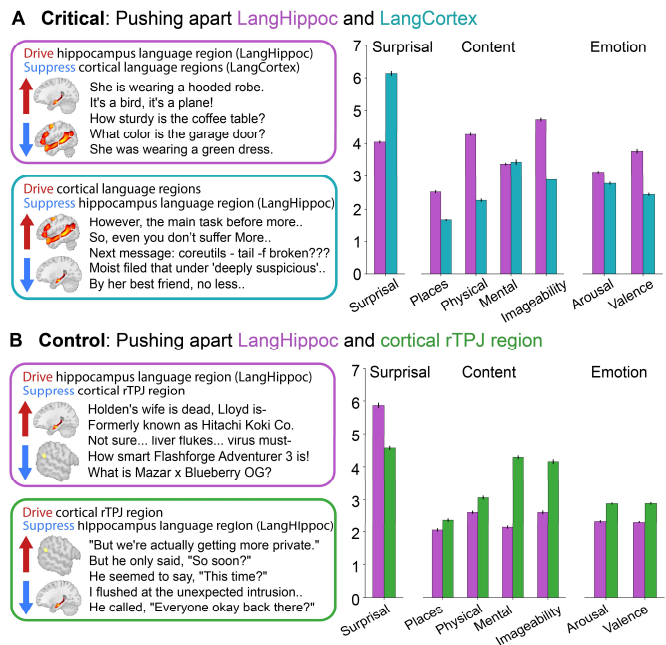 A Critical: Pushing apart LangHippoc and LangCortex
Drive hippocampus language region (LangHippoc)
Suppress cortical language regions (LangCortex)
She is wearing a hooded robe.
It's a bird, it's a plane!
How sturdy is the coffee table?
What color is the garage door?
She was wearing a green dress.
Drive cortical language regions
Suppress hippocampus language region (LangHippoc)
However, the main task before more..
So, even you don't suffer More..
Next message: coreutils - tail -f broken???
Moist filed that under 'deeply suspicious'..
By her best friend, no less..
Surprisal Content Emotion
7
6
5
4
3
2
1
0
Surprisal Places Physical Mental Imageability Arousal Valence
B Control: Pushing apart LangHippoc and cortical rTPJ region
Drive hippocampus language region (LangHippoc)
Suppress cortical rTPJ region
Holden's wife is dead, Lloyd is-
Formerly known as Hitachi Koki Co.
Not sure... liver flukes... virus must-
How smart Flashforge Adventurer 3 is!
What is Mazar x Blueberry OG?
Drive cortical rTPJ region
Suppress hippocampus language region (LangHippoc)
"But we're actually getting more private."
But he only said, "So soon?"
He seemed to say, "This time?"
I flushed at the unexpected intrusion..
He called, "Everyone okay back there?"
Surprisal Content Emotion
7
6
5
4
3
2
1
0
Surprisal Places Physical Mental Imageability Arousal Valence